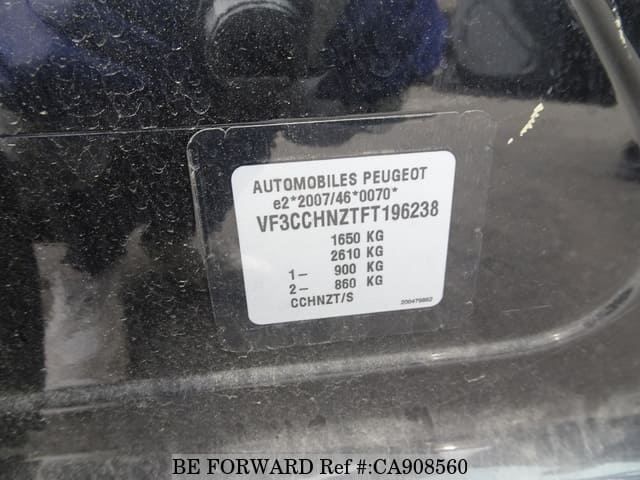 AUTOMOBILES PEUGEOT
e2*2007/46*0070*
VF3CCHNZTFT196238
1650 KG
2610 KG
1– 900 KG
2– 860 KG
CCHNZT/S
200479862
BE FORWARD Ref #:CA908560